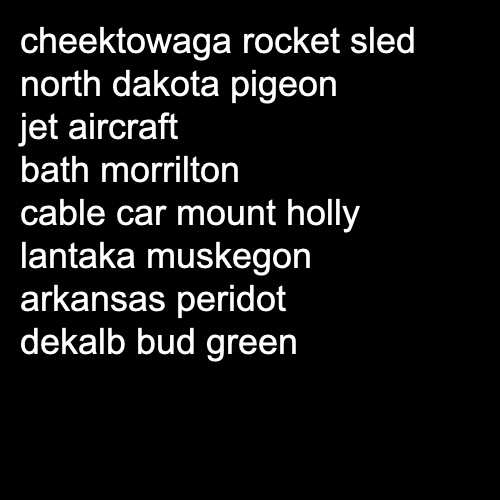 cheektowaga rocket sled
north dakota pigeon
jet aircraft
bath morrilton
cable car mount holly
lantaka muskegon
arkansas peridot
dekalb bud green